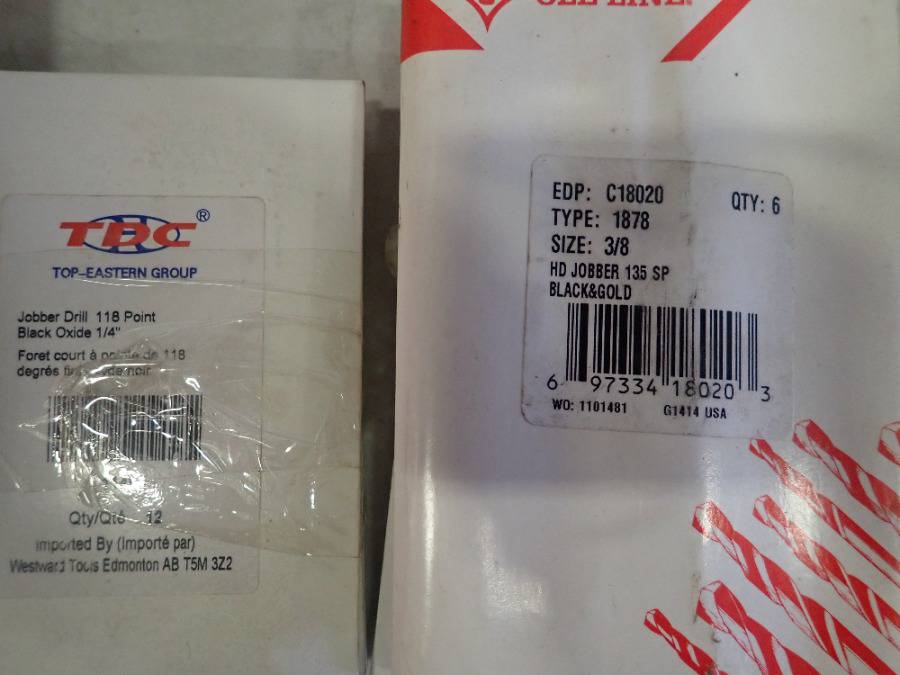 TDC®
TOP-EASTERN GROUP
Jobber Drill 118 Point
Black Oxide 1/4"
Foret court à pointe de 118
degrés noir
Qty/Qté 12
Imported By (Importé par)
Westward Tools Edmonton AB T5M 3Z2
LINE.
EDP: C18020
QTY: 6
TYPE: 1878
SIZE: 3/8
HD JOBBER 135 SP
BLACK&GOLD
6 97334 18020 3
WO: 1101481 G1414 USA